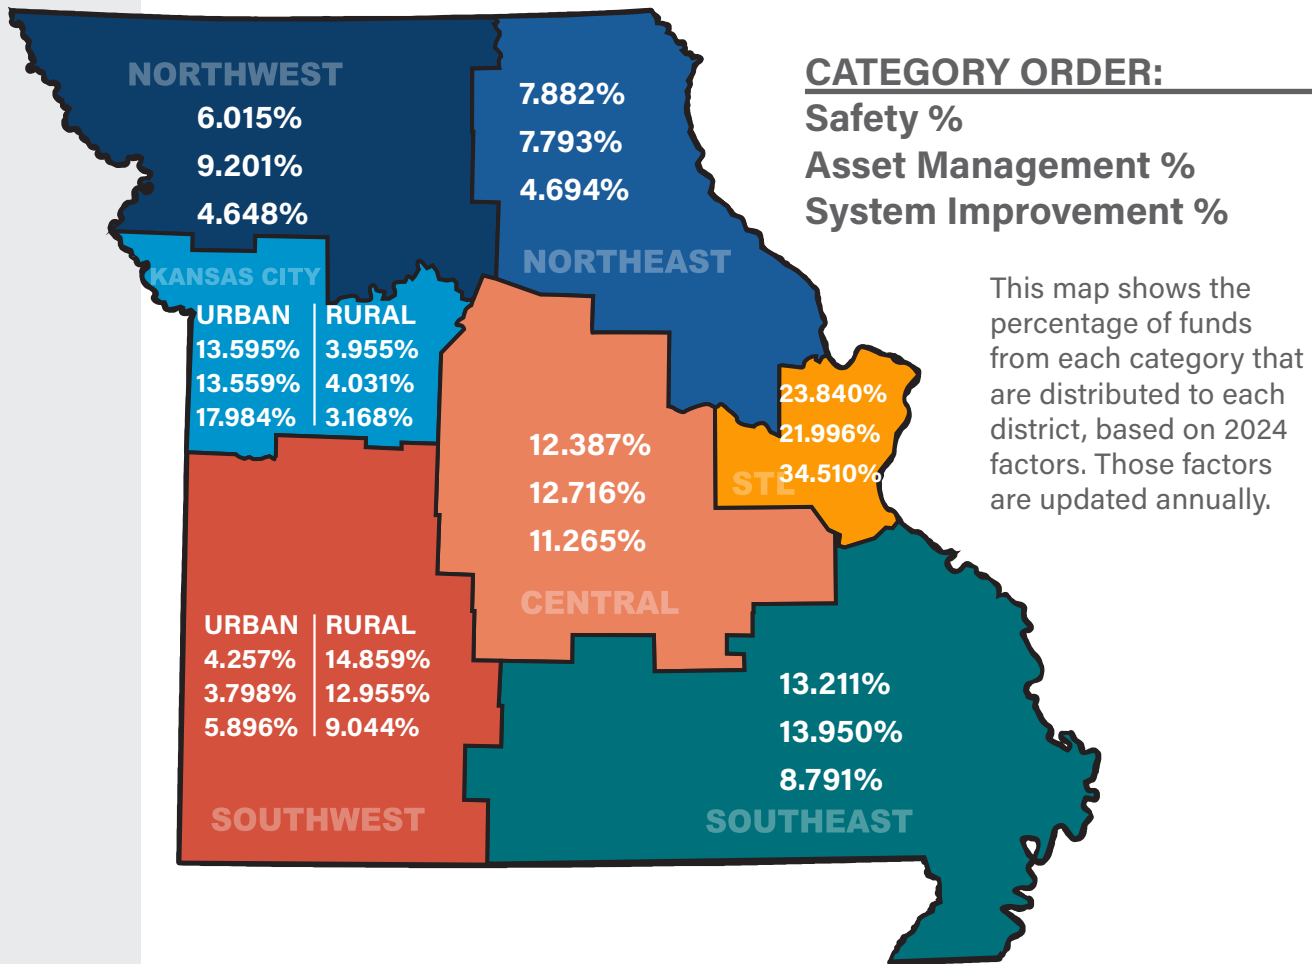 NORTHWEST
6.015%
9.201%
4.648%
7.882%
7.793%
4.694%
NORTHEAST
CATEGORY ORDER:
Safety %
Asset Management %
System Improvement %
This map shows the
percentage of funds
from each category that
are distributed to each
district, based on 2024
factors. Those factors
are updated annually.
KANSAS CITY
URBAN | RURAL
13.595% | 3.955%
13.559% | 4.031%
17.984% | 3.168%
23.840%
21.996%
34.510%
STL
12.387%
12.716%
11.265%
CENTRAL
URBAN | RURAL
4.257% | 14.859%
3.798% | 12.955%
5.896% | 9.044%
SOUTHWEST
13.211%
13.950%
8.791%
SOUTHEAST